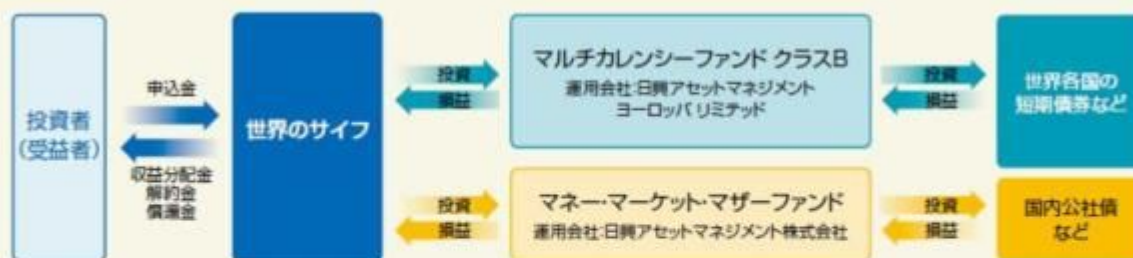 投資者
(受益者)
申込金
収益分配金
解約金
償還金
世界のサイフ
投資
損益
マルチカレンシーファンド クラスB
運用会社:日興アセットマネジメント
ヨーロッパ リミテッド
投資
損益
世界各国の
短期債券など
投資
損益
マネー・マーケット・マザーファンド
運用会社:日興アセットマネジメント株式会社
投資
損益
国内公社債
など